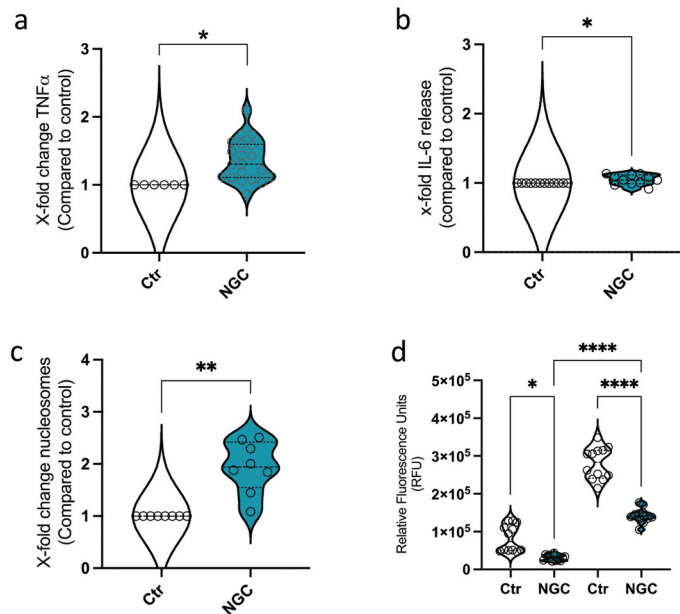 a
X-fold change TNFα
(Compared to control)
3
2
1
0
*
Ctr
NGC
b
x-fold IL-6 release
(compared to control)
3
2
1
0
*
Ctr
NGC
c
X-fold change nucleosomes
(Compared to control)
4
3
2
1
0
**
Ctr
NGC
d
Relative Fluorescence Units
(RFU)
5×10⁵
4×10⁵
3×10⁵
2×10⁵
1×10⁵
0
****
*
****
Ctr
NGC
Ctr
NGC